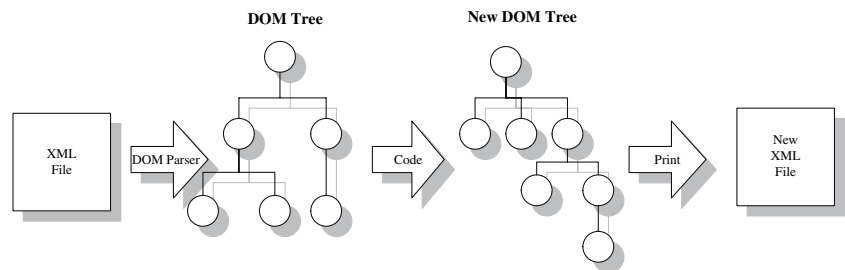 DOM Tree
New DOM Tree
XML
File
DOM Parser
Code
Print
New
XML
File